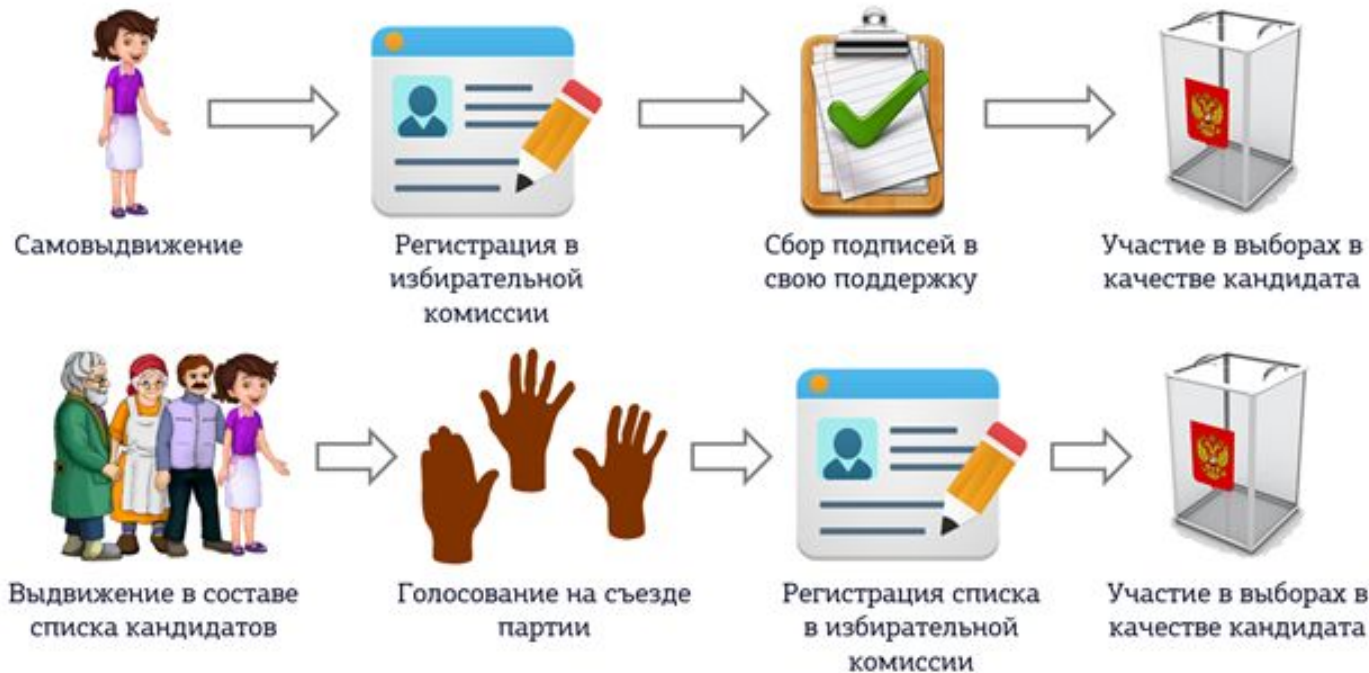 Самовыдвижение
Регистрация в
избирательной
комиссии
Сбор подписей в
свою поддержку
Участие в выборах в
качестве кандидата
Выдвижение в составе
списка кандидатов
Голосование на съезде
партии
Регистрация списка
в избирательной
комиссии
Участие в выборах в
качестве кандидата